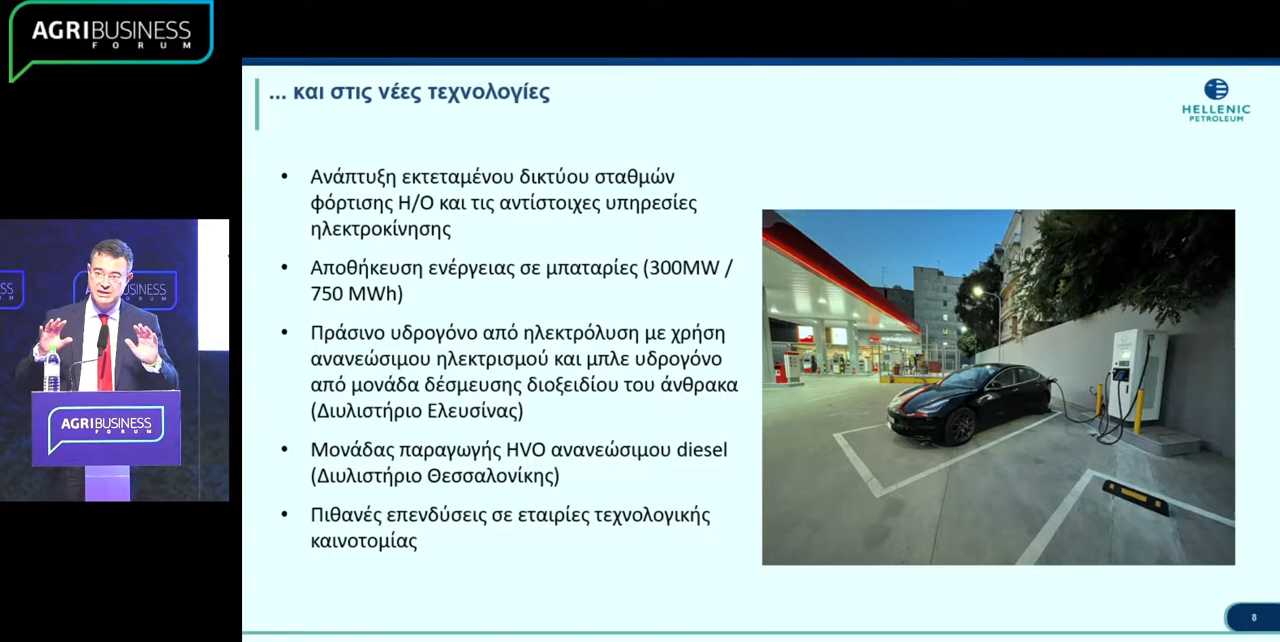 AGRIBUSINESS
FORUM
... και στις νέες τεχνολογίες
HELLENIC
PETROLEUM
• Ανάπτυξη εκτεταμένου δικτύου σταθμών
φόρτισης Η/Ο και τις αντίστοιχες υπηρεσίες
ηλεκτροκίνησης
• Αποθήκευση ενέργειας σε μπαταρίες (300MW /
750 MWh)
• Πράσινο υδρογόνο από ηλεκτρόλυση με χρήση
ανανεώσιμου ηλεκτρισμού και μπλε υδρογόνο
από μονάδα δέσμευσης διοξειδίου του άνθρακα
(Διυλιστήριο Ελευσίνας)
• Μονάδας παραγωγής HVO ανανεώσιμου diesel
(Διυλιστήριο Θεσσαλονίκης)
• Πιθανές επενδύσεις σε εταιρίες τεχνολογικής
καινοτομίας
AGRIBUSINESS
FORUM
8